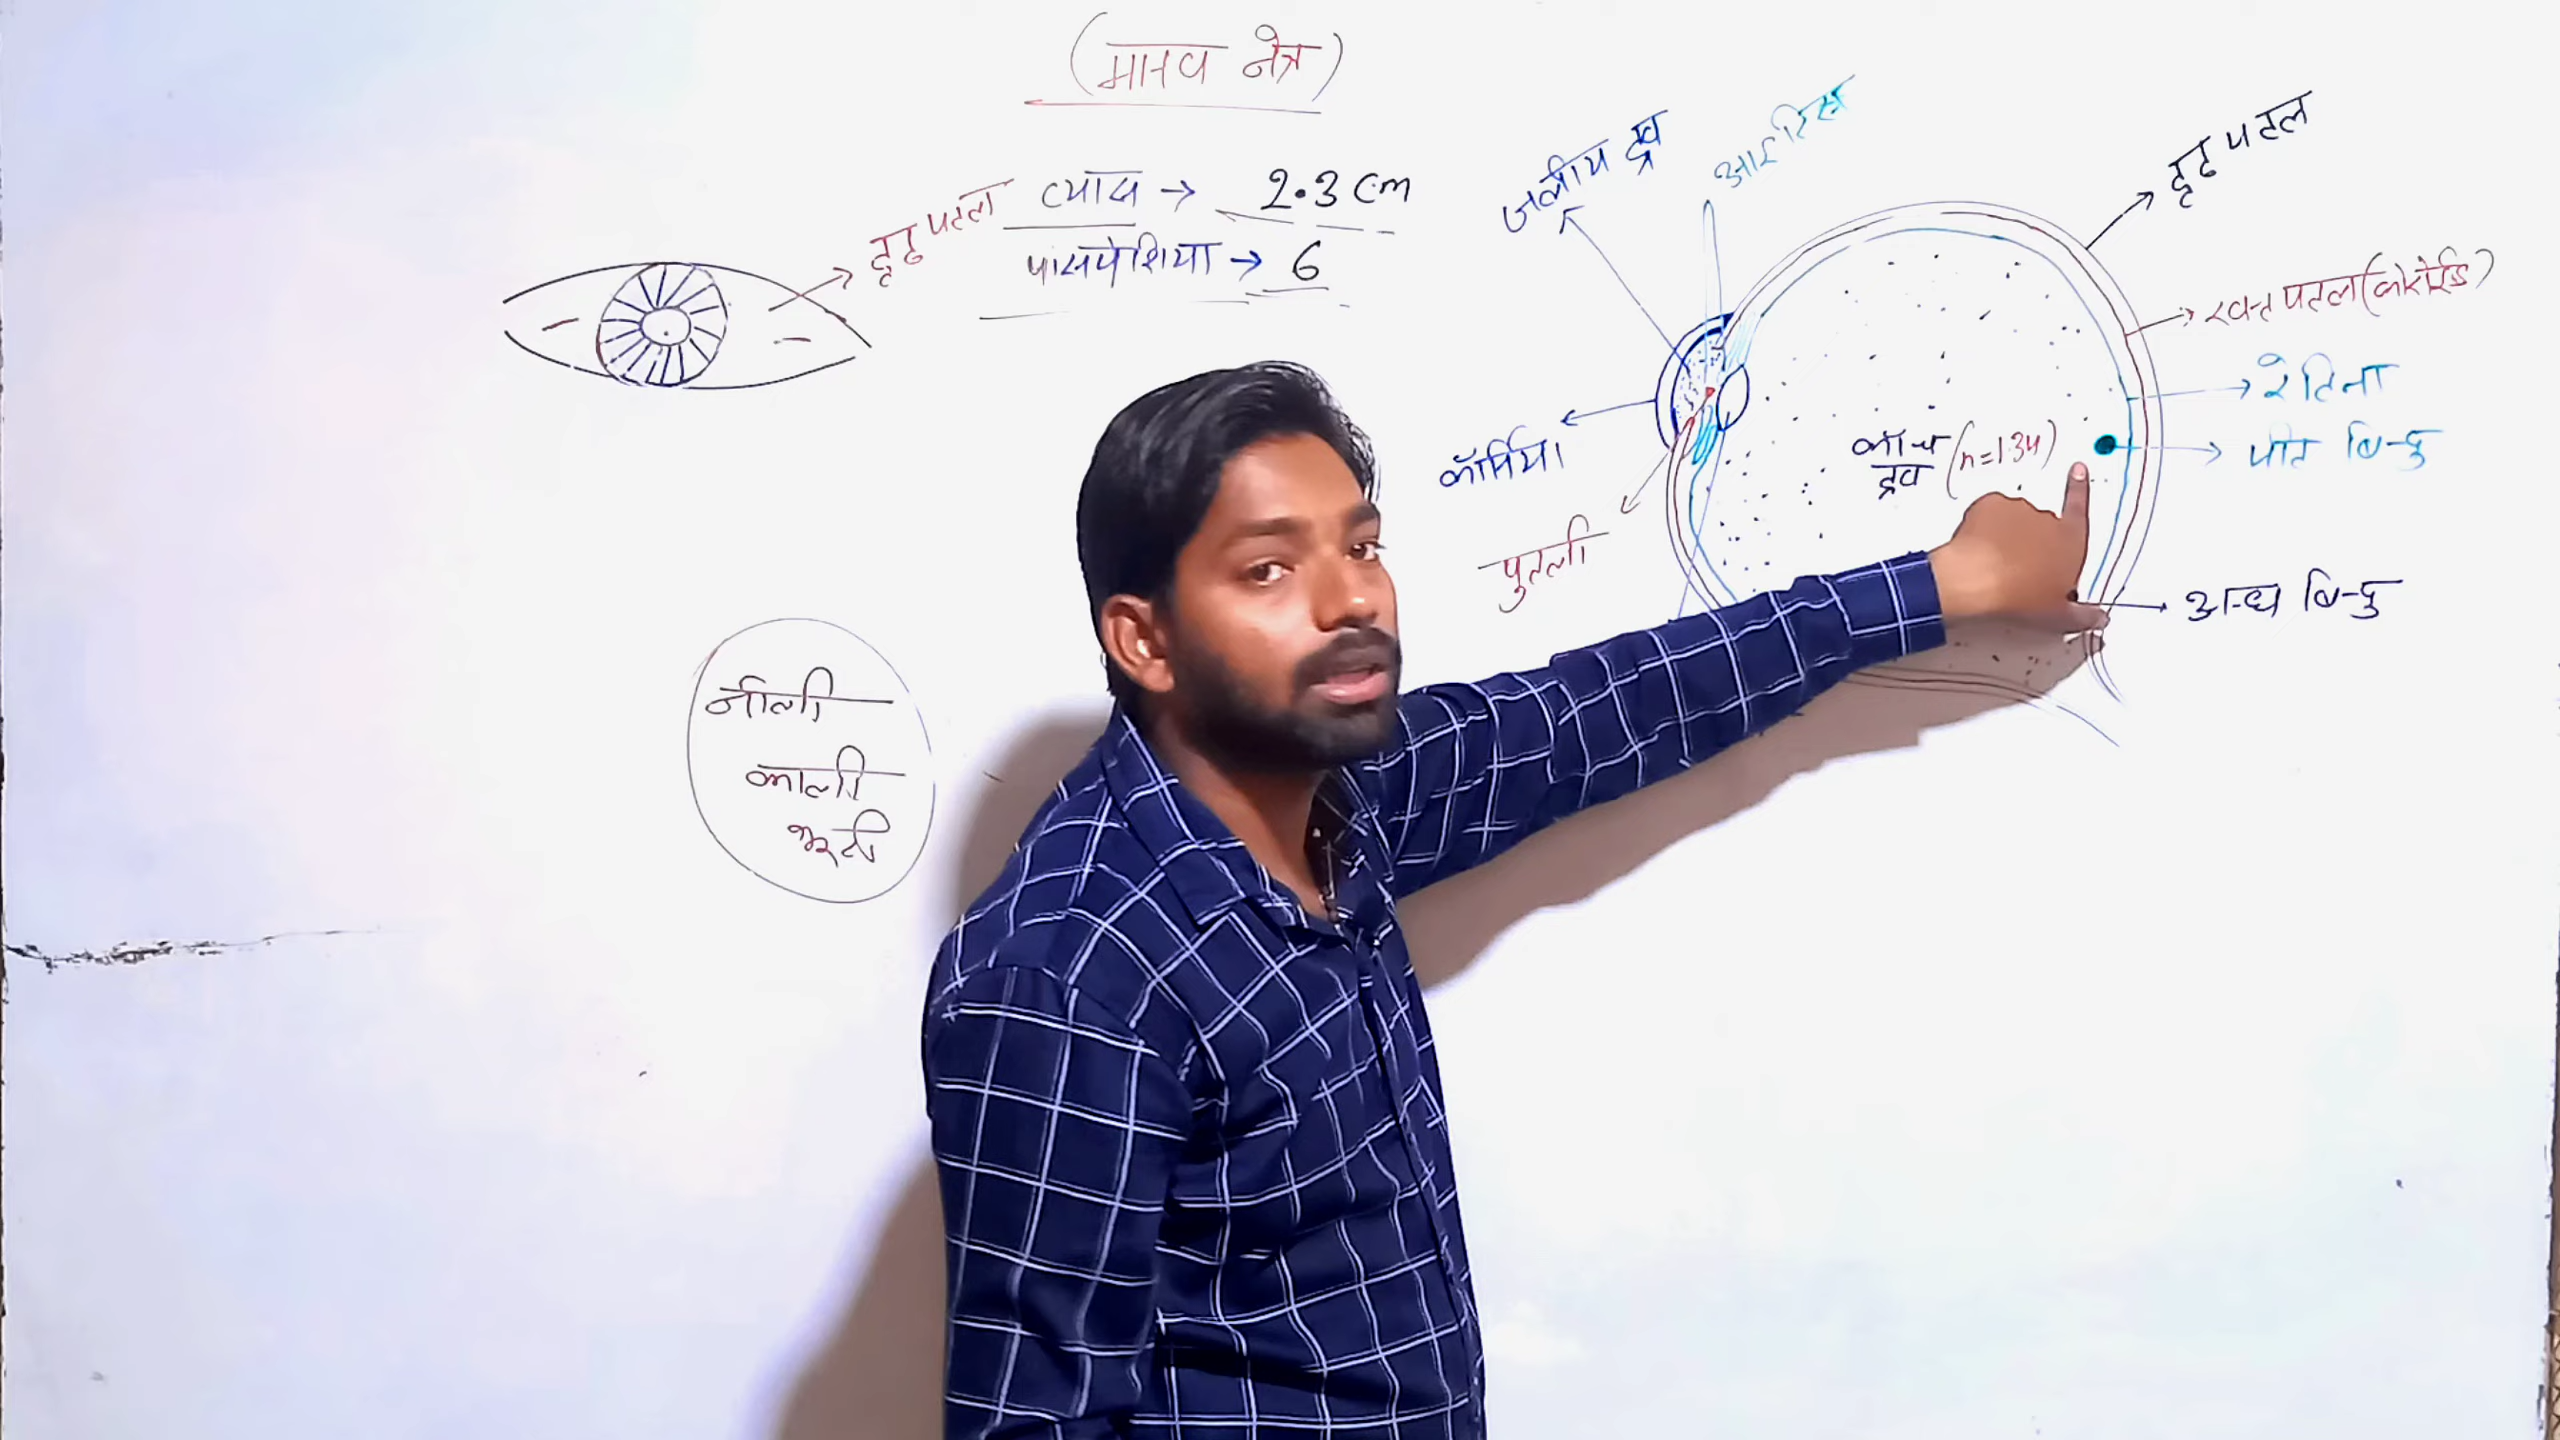 (मानव नेत्र)
व्यास → 2.3 cm
मांसपेशिया → 6
दृढ़ पटल
नीली
काली
भूरी
जलीय द्रव
आइरिस
दृढ़ पटल
रक्त पटल (कोरोइड)
रेटिना
पीत बिन्दु
काच द्रव (n=1.34)
कॉर्निया
पुतली
अन्ध बिन्दु